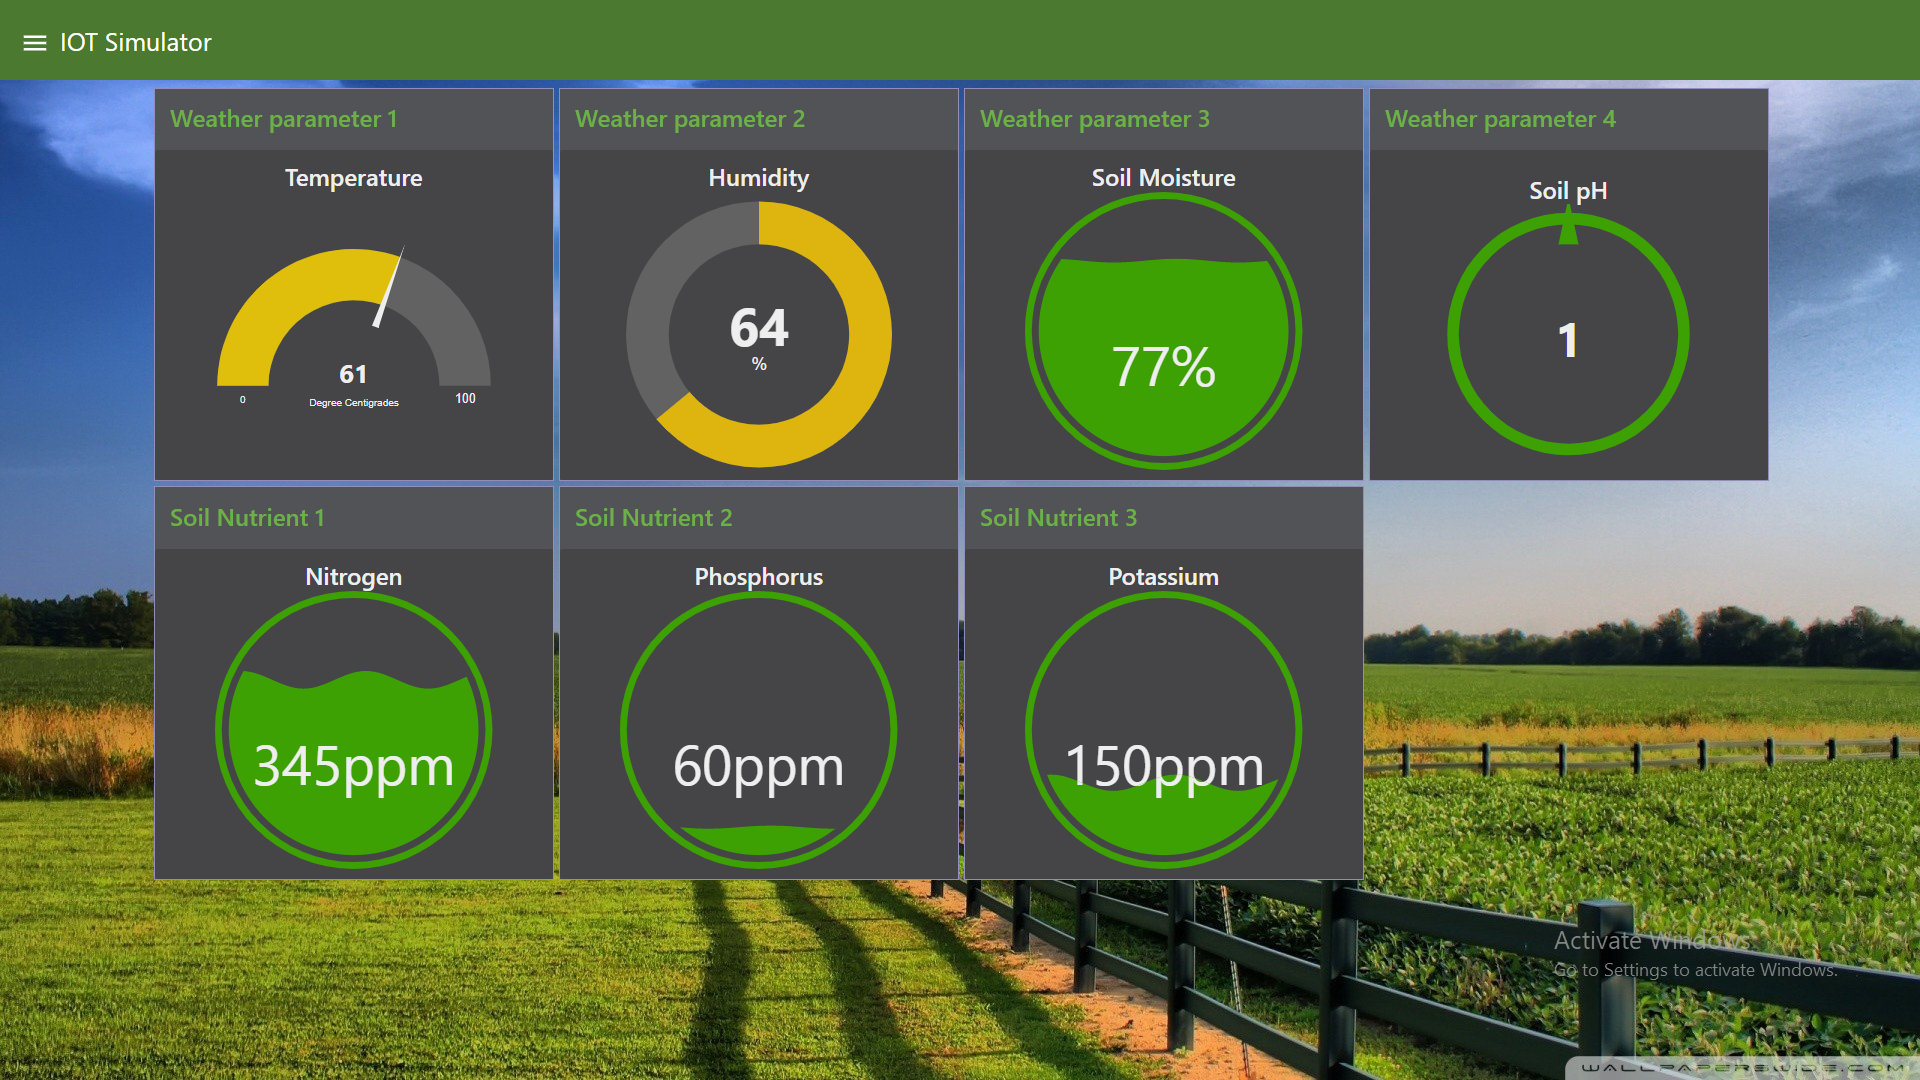 IOT Simulator
Weather parameter 1
Weather parameter 2
Weather parameter 3
Weather parameter 4
Temperature
Humidity
Soil Moisture
Soil pH
61
0
Degree Centigrades
100
64
%
77%
1
Soil Nutrient 1
Soil Nutrient 2
Soil Nutrient 3
Nitrogen
Phosphorus
Potassium
345ppm
60ppm
150ppm
Activate Windows
Go to Settings to activate Windows.
WALLPAPERSWIDE.COM